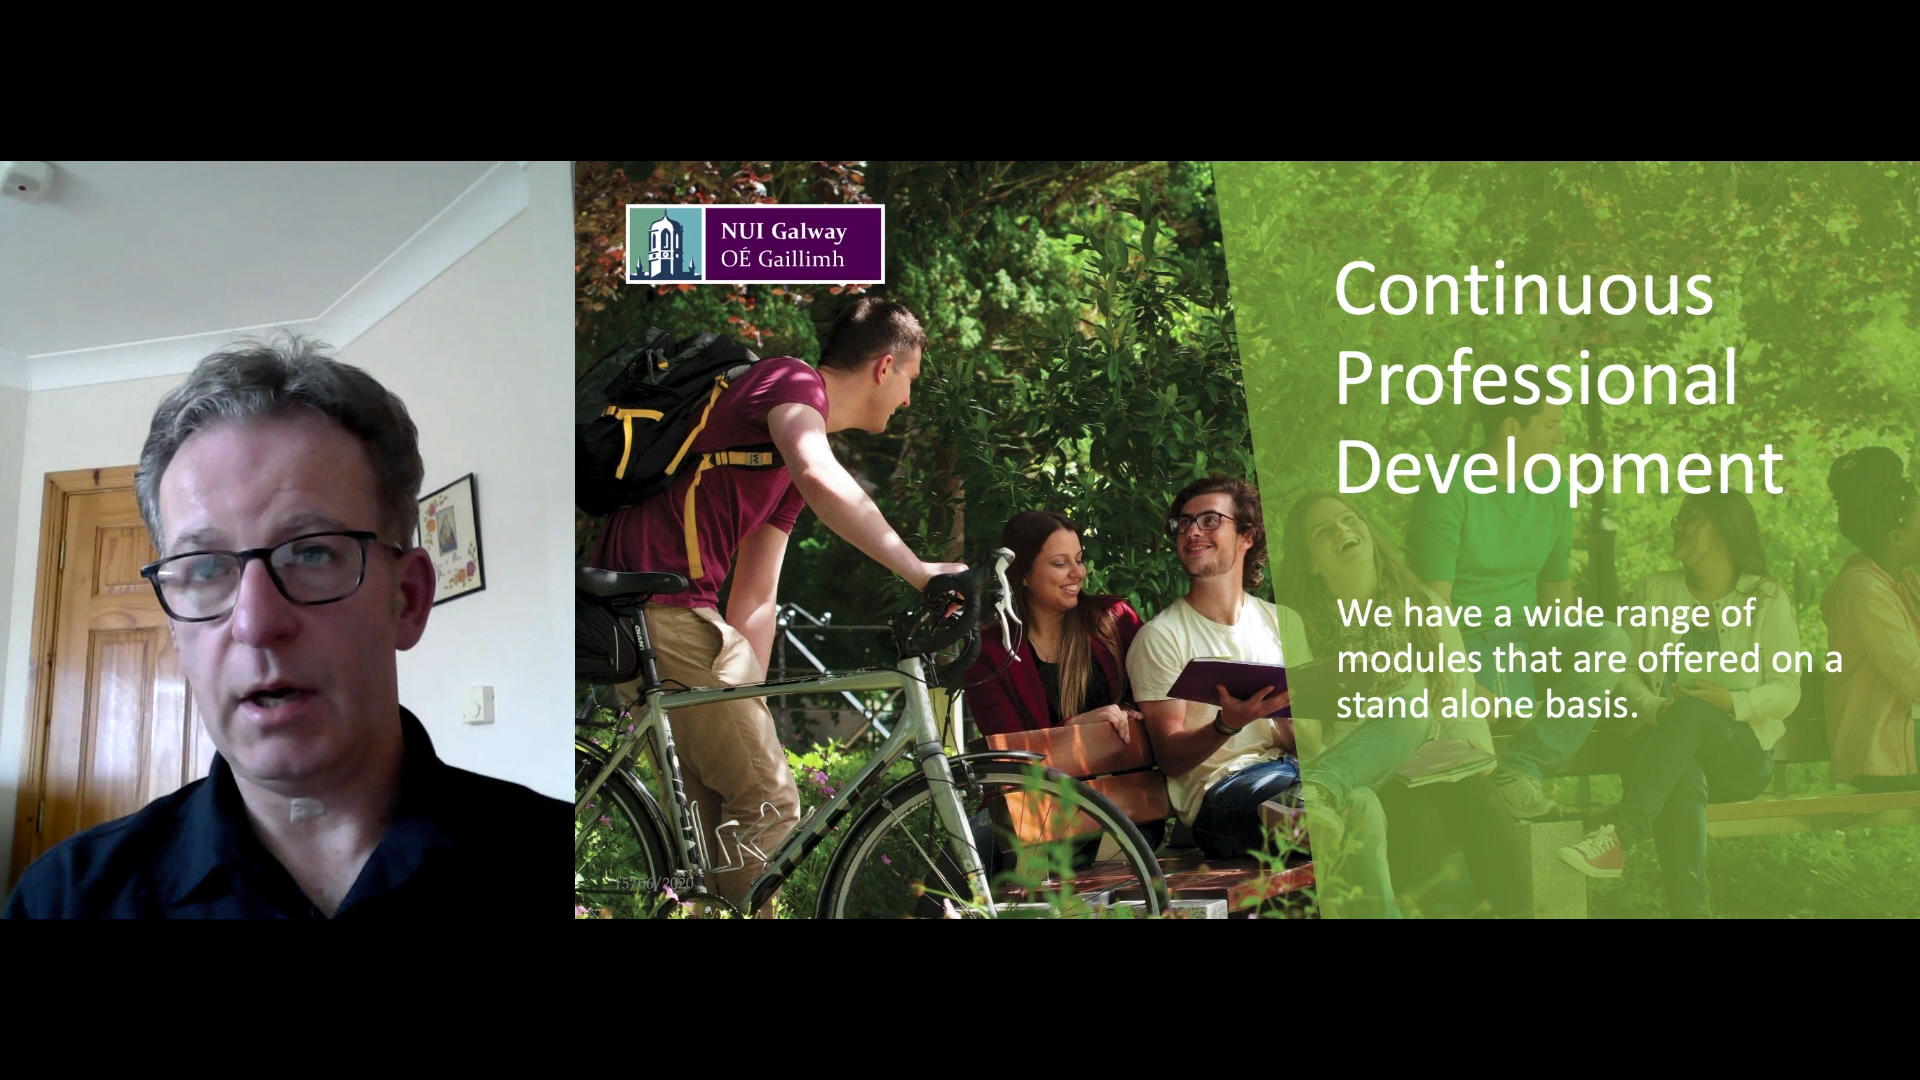 NUI Galway
OÉ Gaillimh
Continuous
Professional
Development
We have a wide range of
modules that are offered on a
stand alone basis.